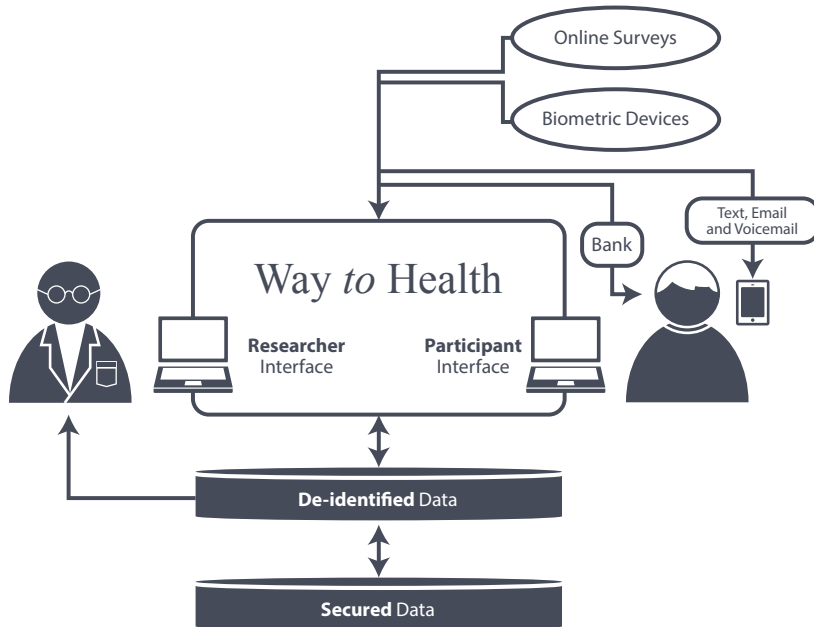 Online Surveys
Biometric Devices
Text, Email
and Voicemail
Bank
Way to Health
Researcher
Interface
Participant
Interface
De-identified Data
Secured Data